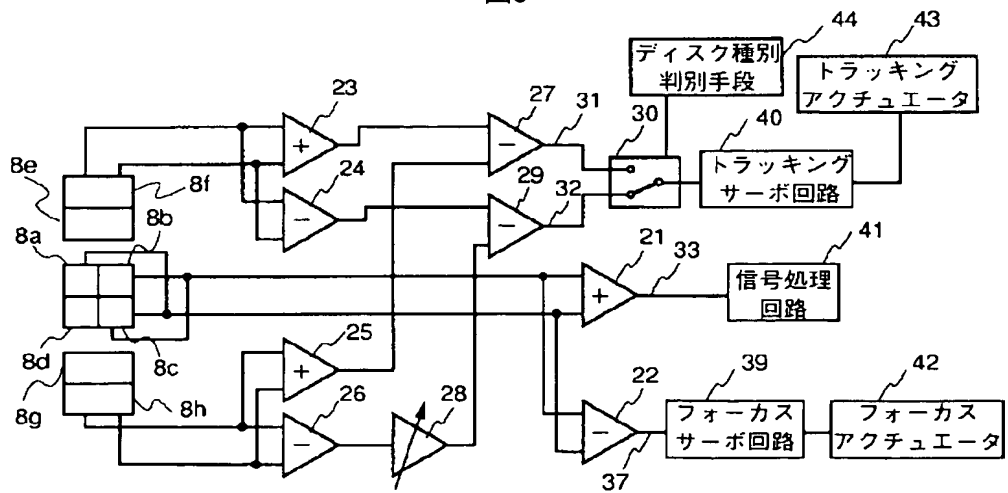 44
43
ディスク種別
判別手段
トラッキング
アクチュエータ
23
27
31
30
40
+
−
トラッキング
サーボ回路
8e
8f
24
29
32
−
−
8b
8a
21
33
41
+
信号処理
回路
8d
8c
25
+
22
39
42
8g
8h
26
28
−
−
フォーカス
サーボ回路
フォーカス
アクチュエータ
37